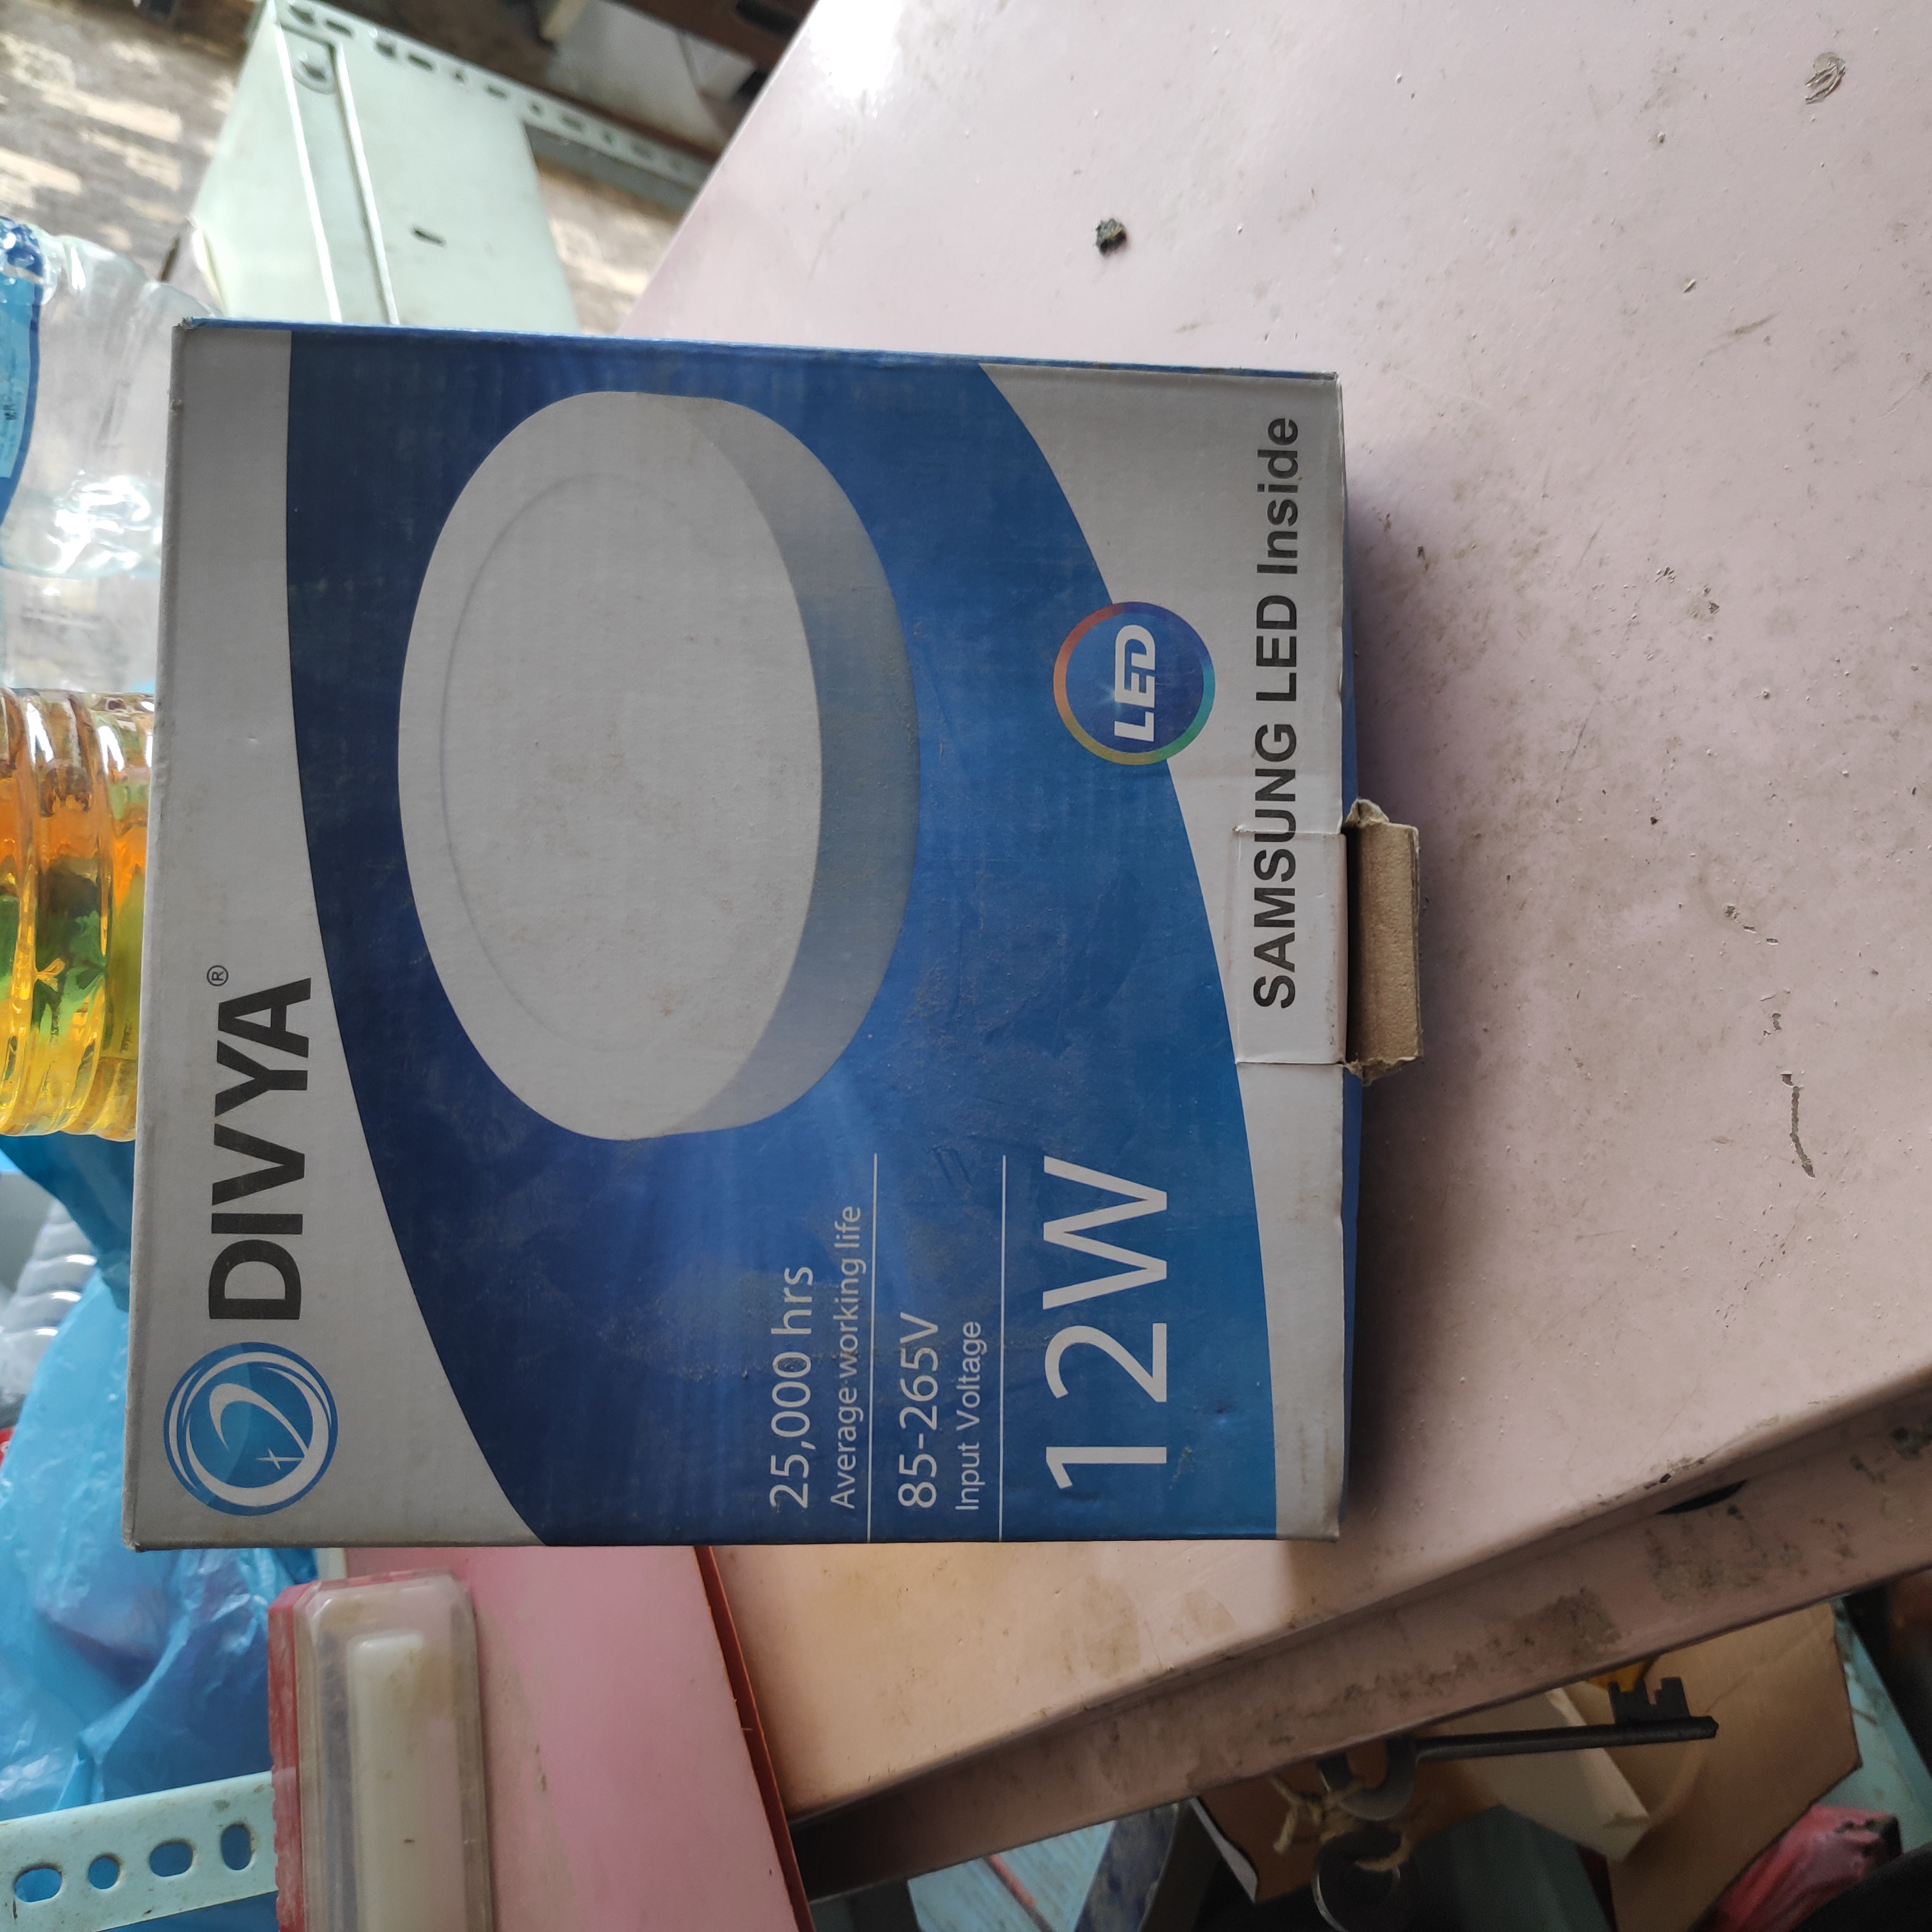 DIVYA®
25,000 hrs
Average working life
85-265V
Input Voltage
12W
LED
SAMSUNG LED Inside